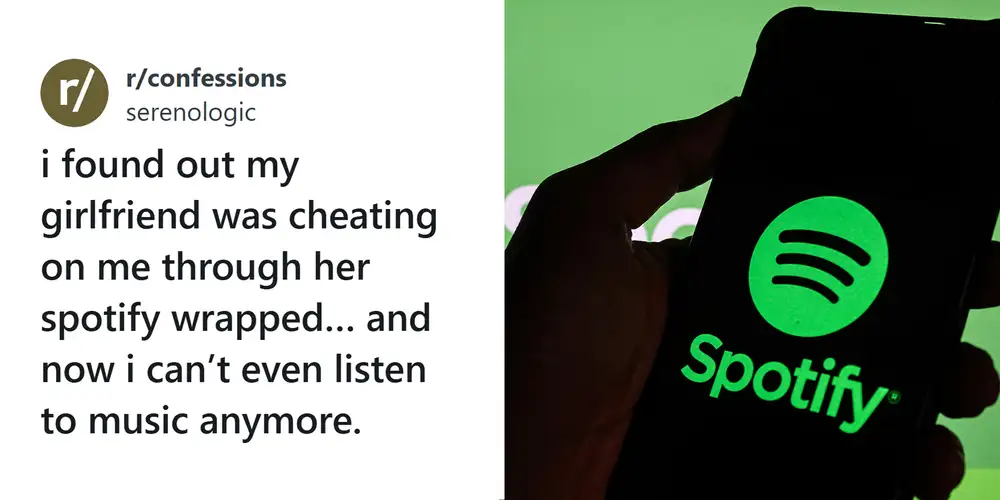 r/
r/confessions
serenologic
i found out my
girlfriend was cheating
on me through her
spotify wrapped... and
now i can't even listen
to music anymore.
Spotify®